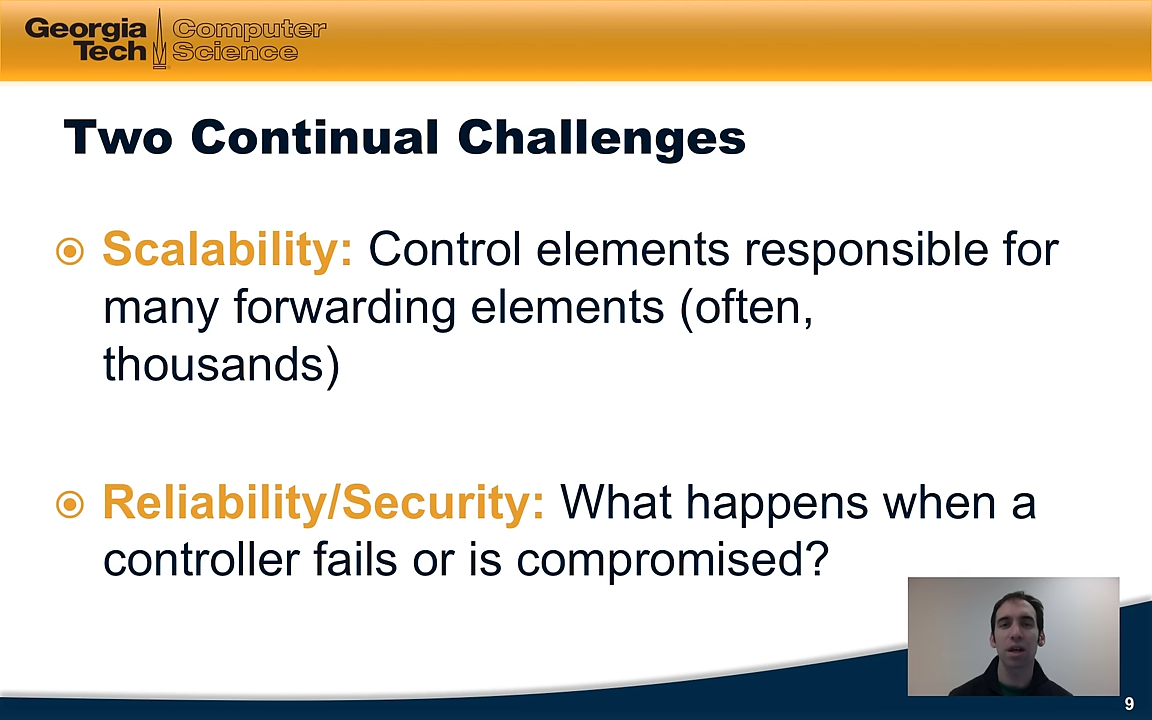 Georgia Tech
Computer Science
Two Continual Challenges
Scalability: Control elements responsible for
many forwarding elements (often,
thousands)
Reliability/Security: What happens when a
controller fails or is compromised?
9